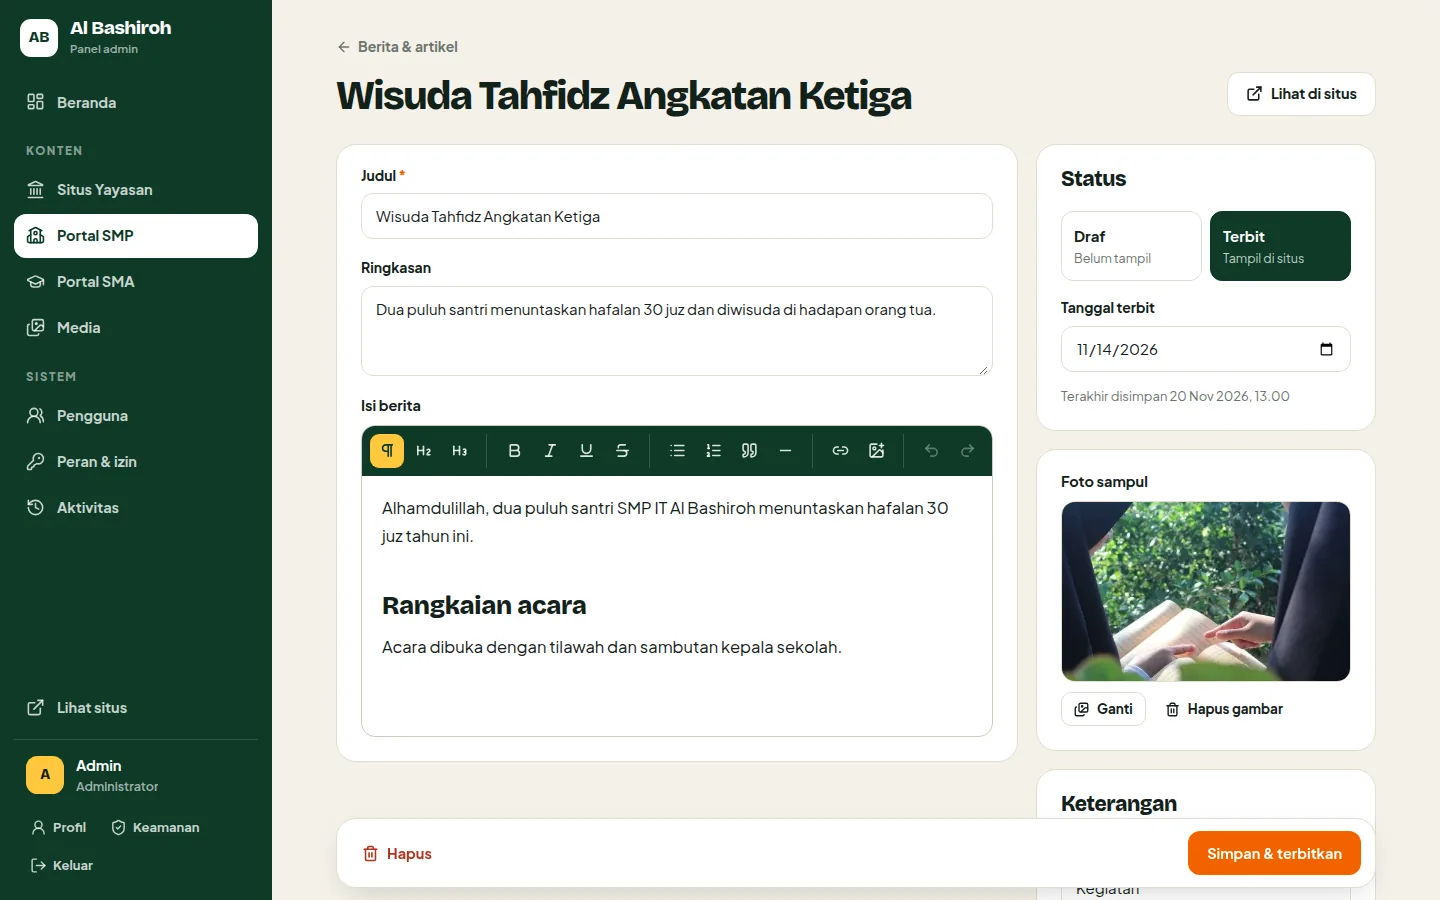 AB
Al Bashiroh
Panel admin
Beranda
KONTEN
Situs Yayasan
Portal SMP
Portal SMA
Media
SISTEM
Pengguna
Peran & izin
Aktivitas
Lihat situs
A
Admin
Administrator
Profil
Keamanan
Keluar
Berita & artikel
Wisuda Tahfidz Angkatan Ketiga
Lihat di situs
Judul *
Wisuda Tahfidz Angkatan Ketiga
Ringkasan
Dua puluh santri menuntaskan hafalan 30 juz dan diwisuda di hadapan orang tua.
Isi berita
¶ H2 H3 B I U S
Alhamdulillah, dua puluh santri SMP IT Al Bashiroh menuntaskan hafalan 30
juz tahun ini.
Rangkaian acara
Acara dibuka dengan tilawah dan sambutan kepala sekolah.
Status
Draf
Belum tampil
Terbit
Tampil di situs
Tanggal terbit
11/14/2026
Terakhir disimpan 20 Nov 2026, 13.00
Foto sampul
Ganti
Hapus gambar
Keterangan
Hapus
Simpan & terbitkan
Kegiatan